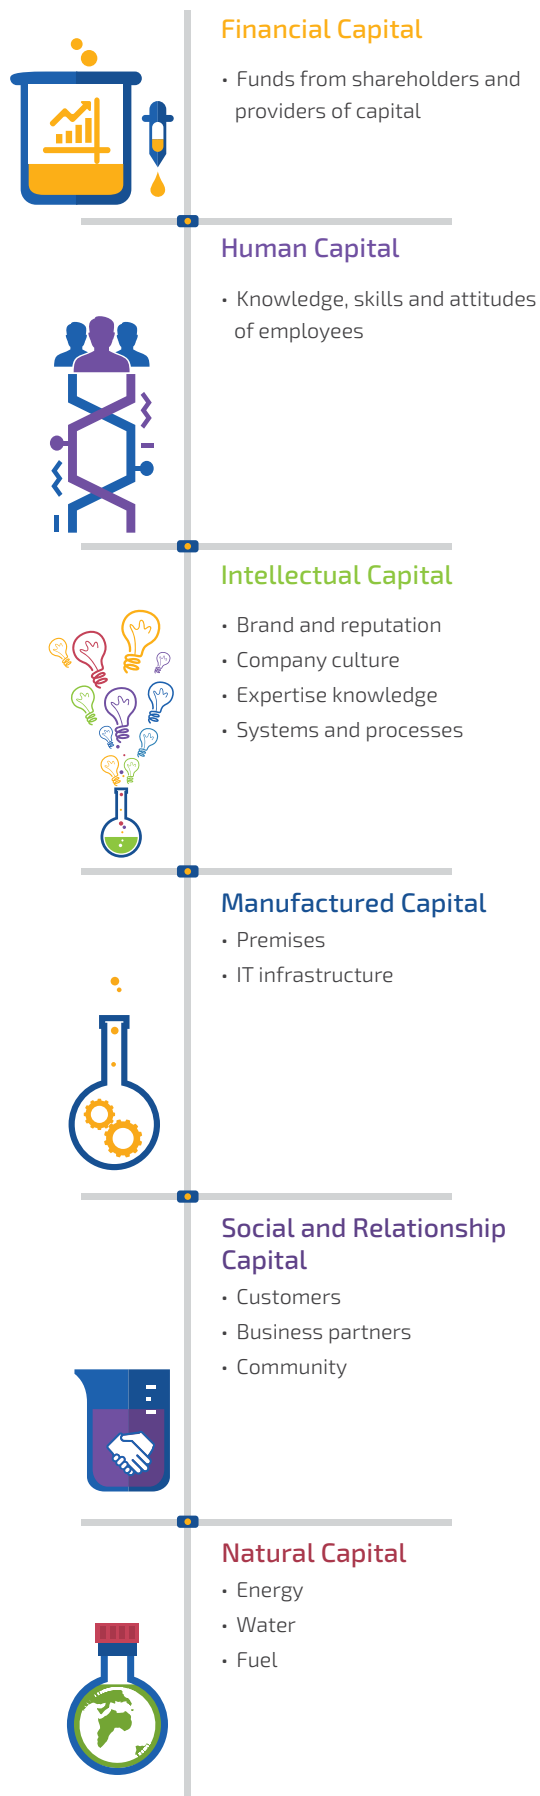 Financial Capital
• Funds from shareholders and
providers of capital
Human Capital
• Knowledge, skills and attitudes
of employees
Intellectual Capital
• Brand and reputation
• Company culture
• Expertise knowledge
• Systems and processes
Manufactured Capital
• Premises
• IT infrastructure
Social and Relationship
Capital
• Customers
• Business partners
• Community
Natural Capital
• Energy
• Water
• Fuel